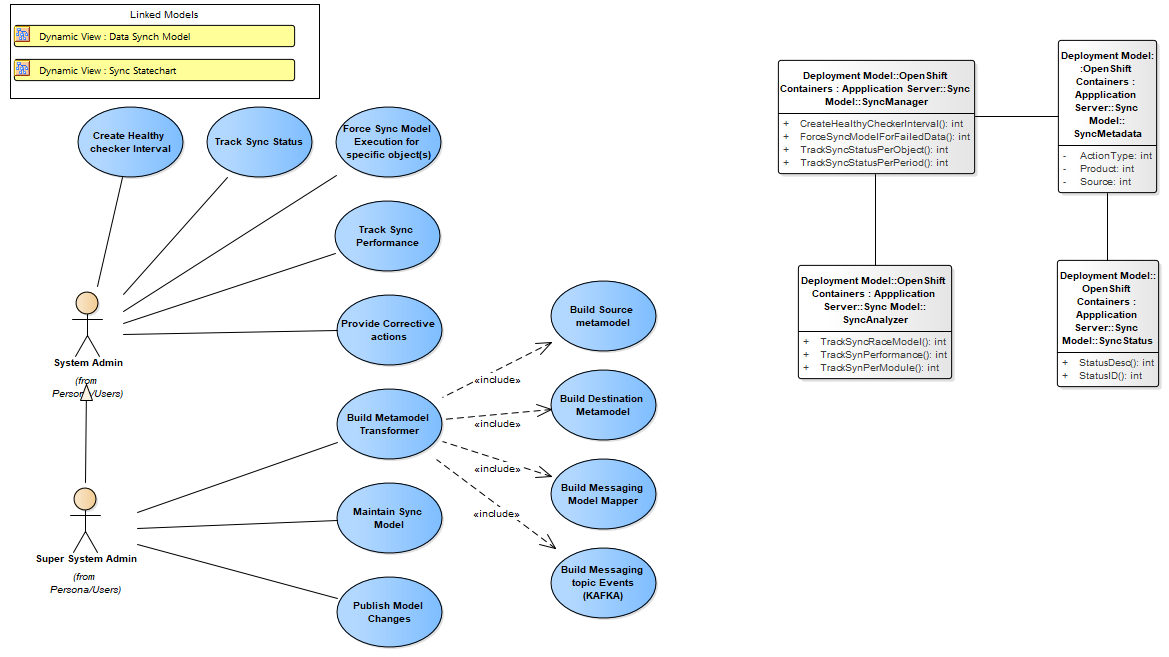 Linked Models
Dynamic View : Data Synch Model
Dynamic View : Sync Statechart
Create Healthy
checker Interval
Track Sync Status
Force Sync Model
Execution for
specific object(s)
Track Sync
Performance
Provide Corrective
actions
System Admin
(from
Persona/Users)
Build Metamodel
Transformer
Maintain Sync
Model
Publish Model
Changes
Super System Admin
(from
Persona/Users)
«include»
«include»
«include»
«include»
Build Source
metamodel
Build Destination
Metamodel
Build Messaging
Model Mapper
Build Messaging
topic Events
(KAFKA)
Deployment Model::OpenShift
Containers : Appplication Server::Sync
Model::SyncManager
+ CreateHealthyCheckerInterval(): int
+ ForceSyncModelForFailedData(): int
+ TrackSyncStatusPerObject(): int
+ TrackSyncStatusPerPeriod(): int
Deployment Model:
:OpenShift
Containers :
Appplication
Server::Sync
Model::
SyncMetadata
- ActionType: int
- Product: int
- Source: int
Deployment Model::OpenShift
Containers : Appplication
Server::Sync Model::
SyncAnalyzer
+ TrackSyncRaceModel(): int
+ TrackSynPerformance(): int
+ TrackSynPerModule(): int
Deployment Model::
OpenShift
Containers :
Appplication
Server::Sync
Model::SyncStatus
+ StatusDesc(): int
+ StatusID(): int